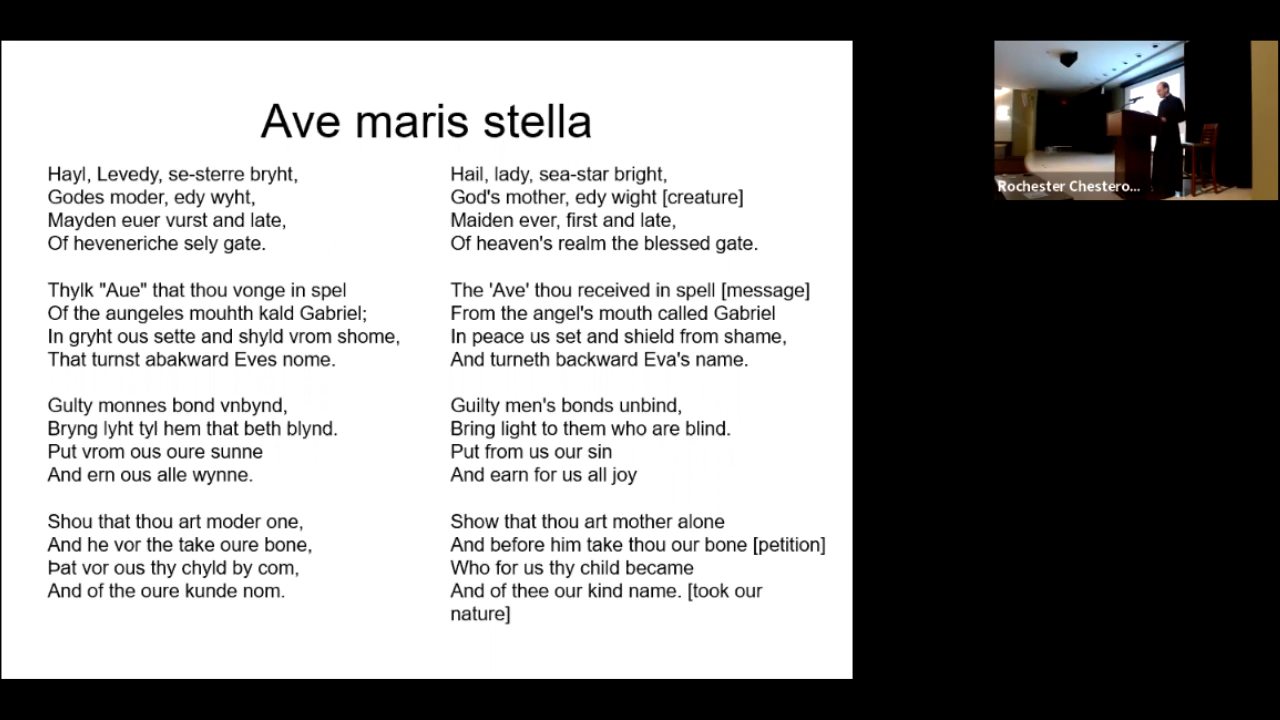 Ave maris stella
Hayl, Levedy, se-sterre bryht,
Godes moder, edy wyht,
Mayden euer vurst and late,
Of heveneriche sely gate.
Thylk "Aue" that thou vonge in spel
Of the aungeles mouhth kald Gabriel;
In gryht ous sette and shyld vrom shome,
That turnst abakward Eves nome.
Gulty monnes bond vnbynd,
Bryng lyht tyl hem that beth blynd.
Put vrom ous oure sunne
And ern ous alle wynne.
Shou that thou art moder one,
And he vor the take oure bone,
Þat vor ous thy chyld by com,
And of the oure kunde nom.
Hail, lady, sea-star bright,
God's mother, edy wight [creature]
Maiden ever, first and late,
Of heaven's realm the blessed gate.
The 'Ave' thou received in spell [message]
From the angel's mouth called Gabriel
In peace us set and shield from shame,
And turneth backward Eva's name.
Guilty men's bonds unbind,
Bring light to them who are blind.
Put from us our sin
And earn for us all joy
Show that thou art mother alone
And before him take thou our bone [petition]
Who for us thy child became
And of thee our kind name. [took our
nature]
Rochester Chestero...